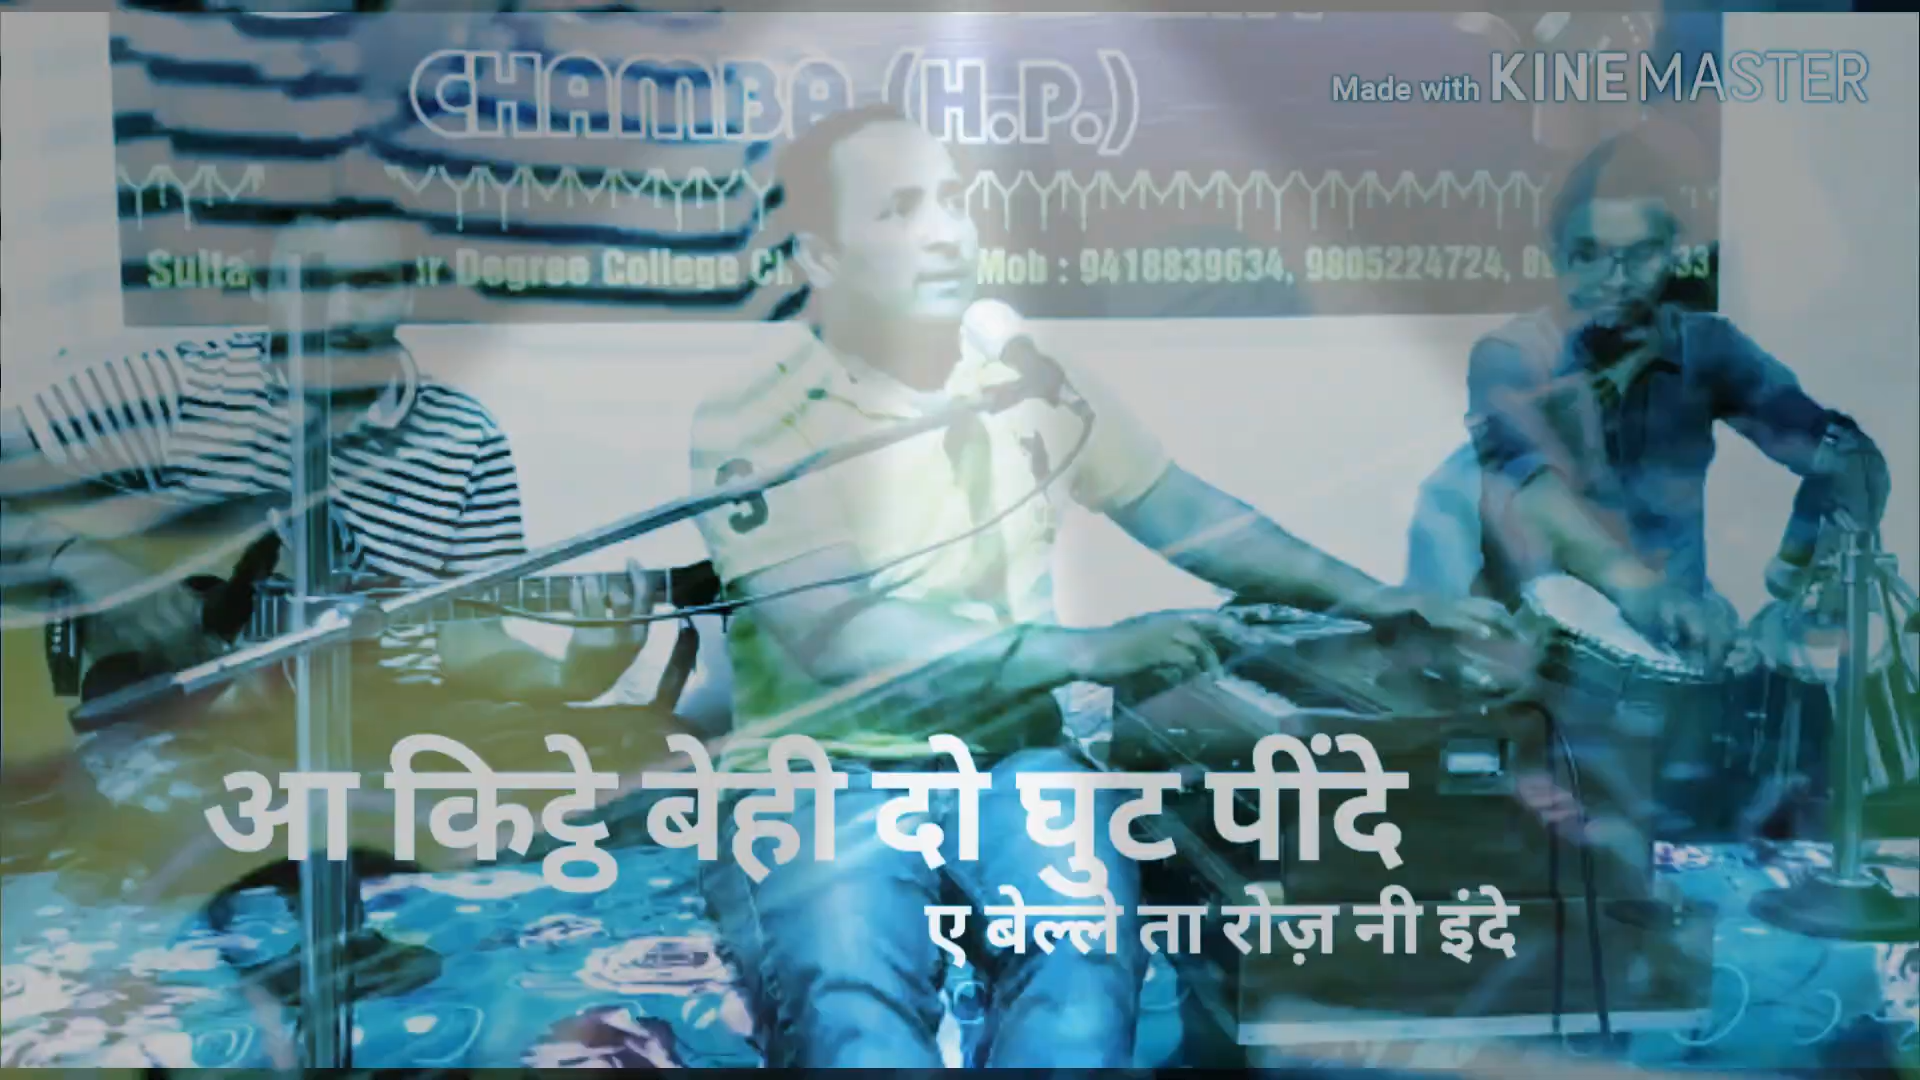 CHAMBA (H.P.)
Made with KINEMASTER
Degree College Mob : 9418839634, 9805224724,
आ किट्ठे बेही दो घुट पींदे
ए बेल्ले ता रोज़ नी इंदे